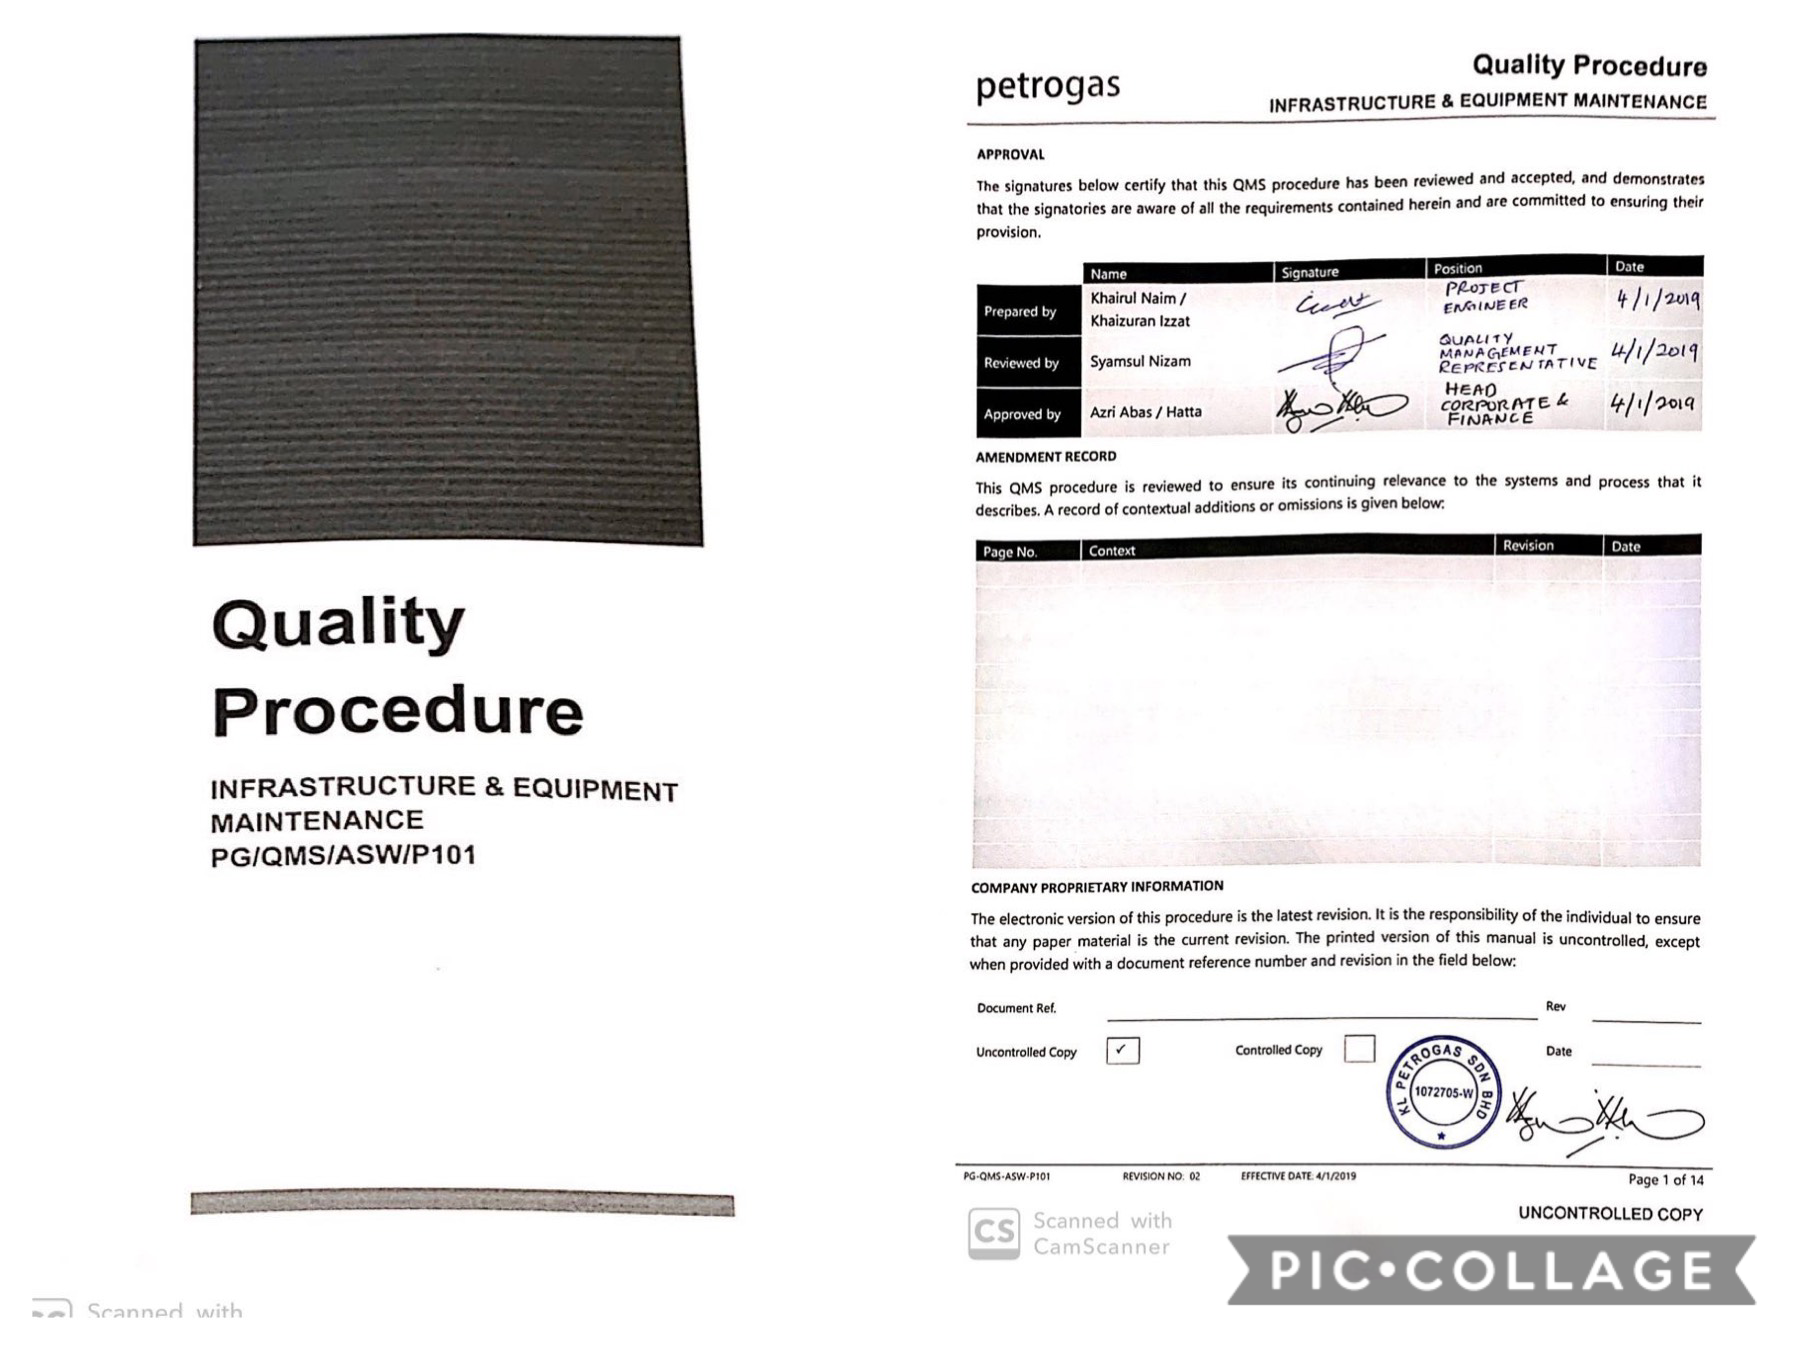 Quality
Procedure
INFRASTRUCTURE & EQUIPMENT
MAINTENANCE
PG/QMS/ASW/P101
Scanned with
petrogas
Quality Procedure
INFRASTRUCTURE & EQUIPMENT MAINTENANCE
APPROVAL
The signatures below certify that this QMS procedure has been reviewed and accepted, and demonstrates
that the signatories are aware of all the requirements contained herein and are committed to ensuring their
provision.
Name Signature Position Date
Prepared by Khairul Naim / Khaizuran Izzat PROJECT ENGINEER 4/1/2019
Reviewed by Syamsul Nizam QUALITY MANAGEMENT REPRESENTATIVE 4/1/2019
Approved by Azri Abas / Hatta HEAD CORPORATE & FINANCE 4/1/2019
AMENDMENT RECORD
This QMS procedure is reviewed to ensure its continuing relevance to the systems and process that it
describes. A record of contextual additions or omissions is given below:
Page No. Context Revision Date
COMPANY PROPRIETARY INFORMATION
The electronic version of this procedure is the latest revision. It is the responsibility of the individual to ensure
that any paper material is the current revision. The printed version of this manual is uncontrolled, except
when provided with a document reference number and revision in the field below:
Document Ref. Rev
Uncontrolled Copy ✓ Controlled Copy Date
KL PETROGAS SDN BHD
1072705-W
PG-QMS-ASW-P101 REVISION NO: 02 EFFECTIVE DATE: 4/1/2019 Page 1 of 14
UNCONTROLLED COPY
CS Scanned with
CamScanner
PIC•COLLAGE